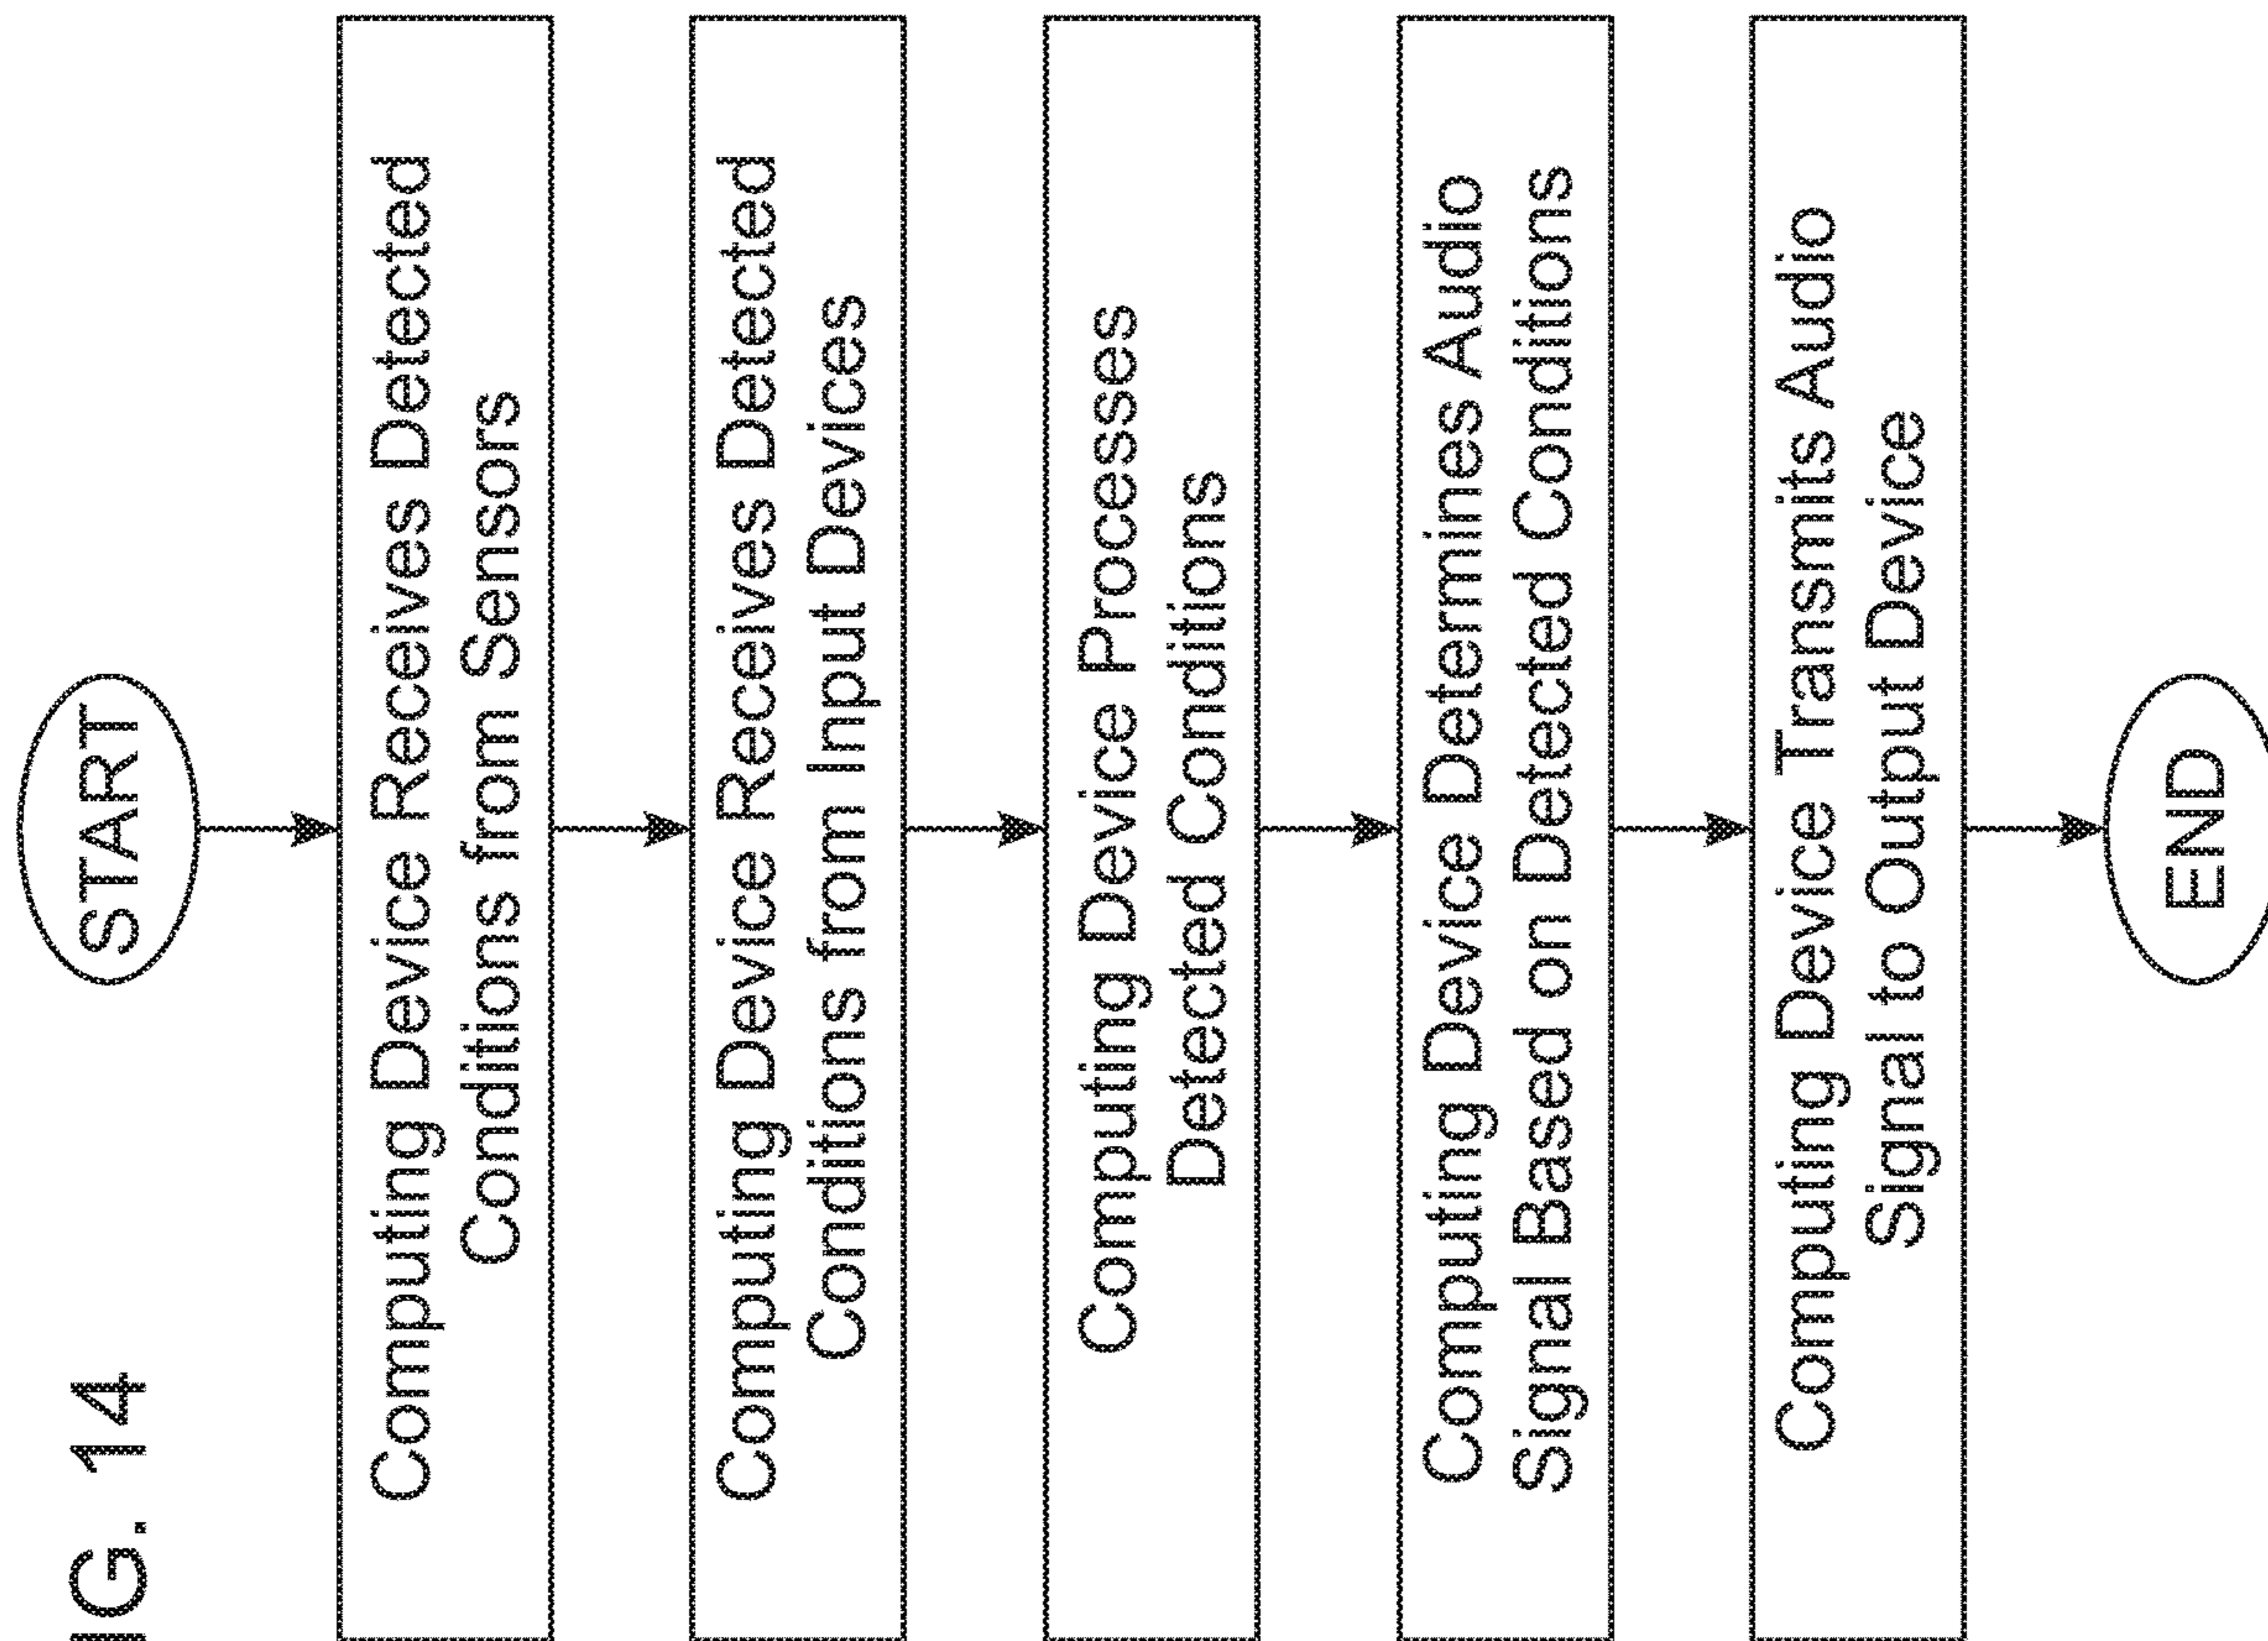 IG. 14
START
Computing Device Receives Detected
Conditions from Sensors
Computing Device Receives Detected
Conditions from Input Devices
Computing Device Processes
Detected Conditions
Computing Device Determines Audio
Signal Based on Detected Conditions
Computing Device Transmits Audio
Signal to Output Device
END